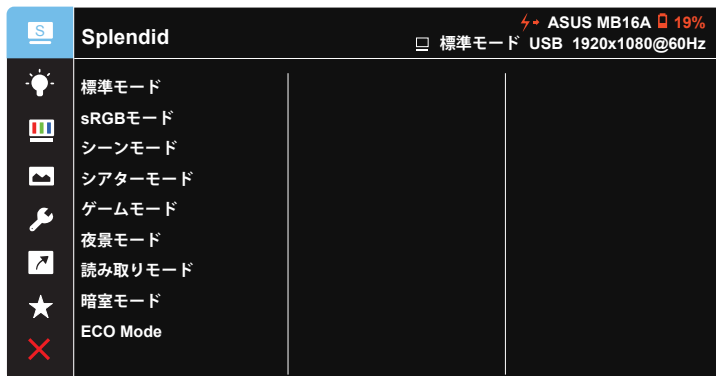 S
Splendid
ASUS MB16A 19%
標準モード USB 1920x1080@60Hz
標準モード
sRGBモード
シーンモード
シアターモード
ゲームモード
夜景モード
読み取りモード
暗室モード
ECO Mode